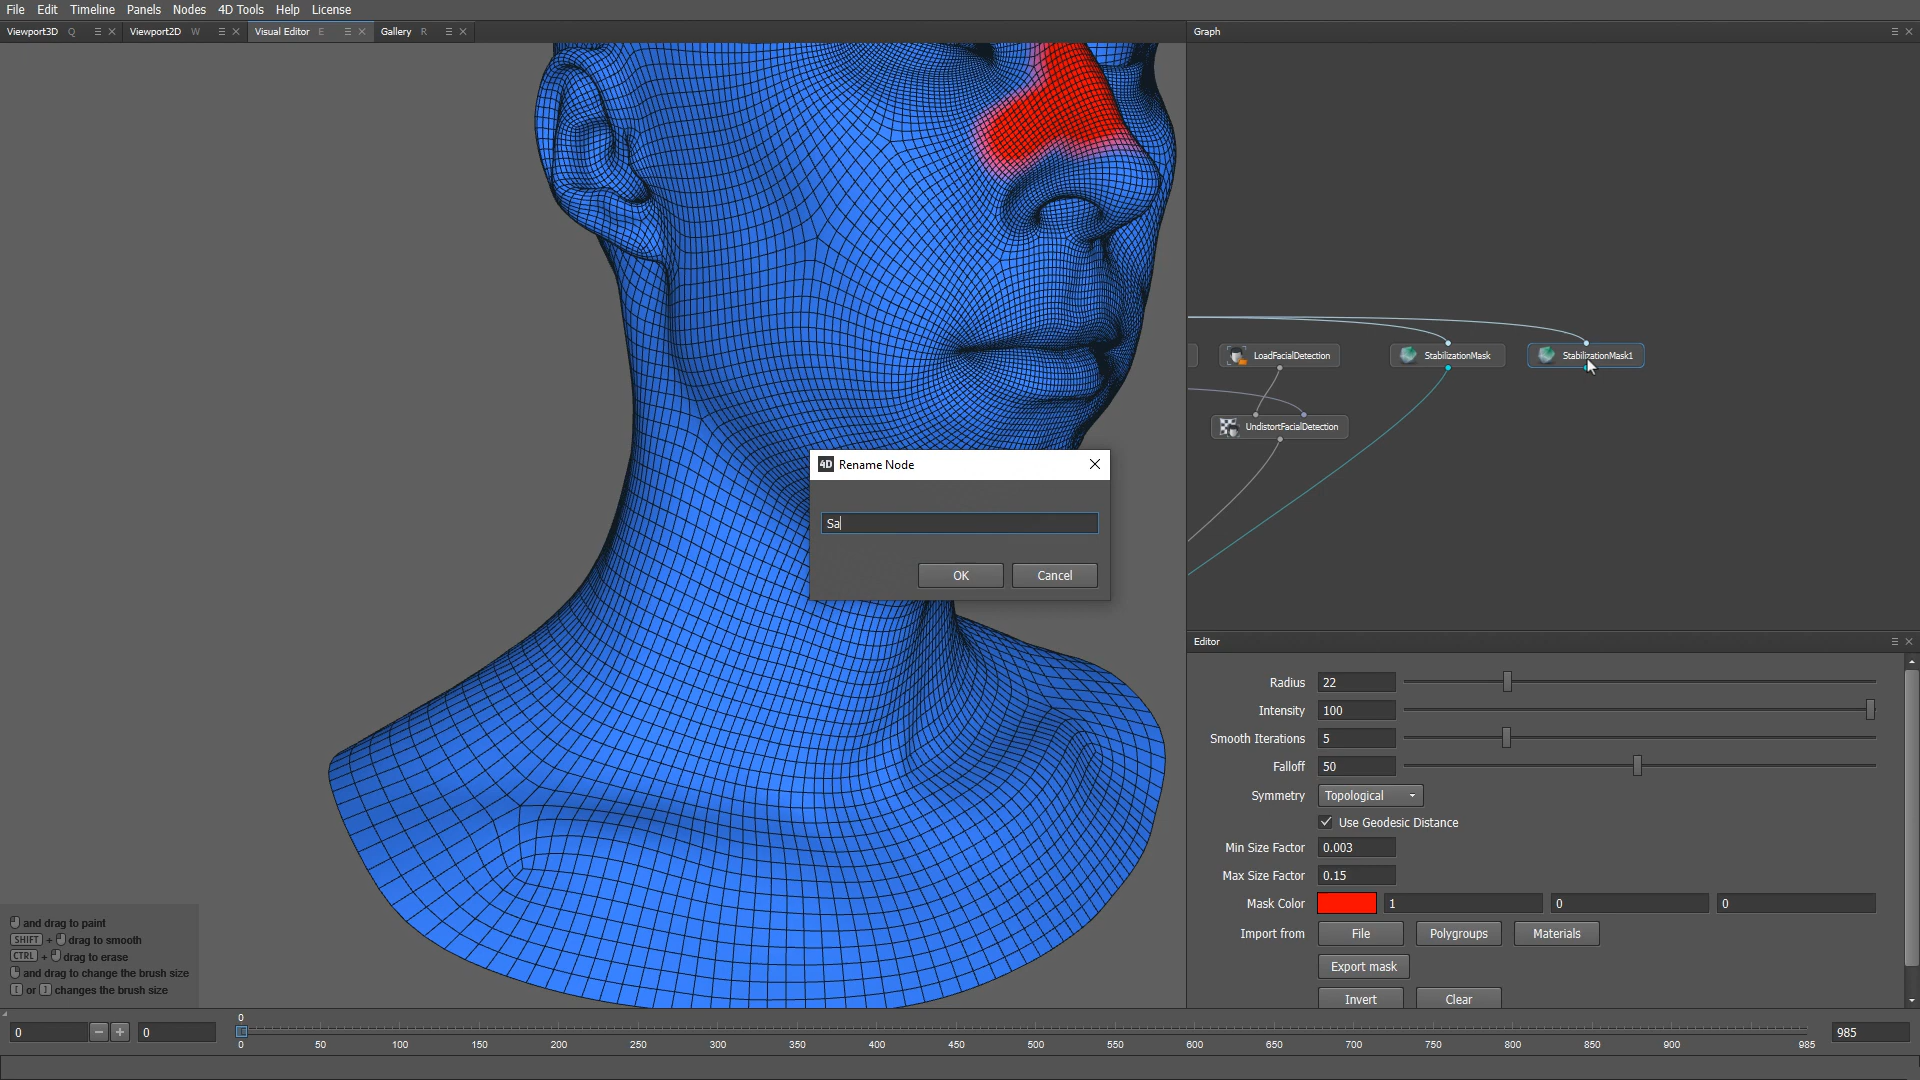 File Edit Timeline Panels Nodes 4D Tools Help License
Viewport3D Q Viewport2D W Visual Editor E Gallery R Graph
LoadFacialDetection StabilizationMask StabilizationMask1
UndistortFacialDetection
4D Rename Node
Sa
OK Cancel
Editor
Radius 22
Intensity 100
Smooth Iterations 5
Falloff 50
Symmetry Topological
Use Geodesic Distance
Min Size Factor 0.003
Max Size Factor 0.15
Mask Color 1 0 0
Import from File Polygroups Materials
Export mask
Invert Clear
and drag to paint
SHIFT + drag to smooth
CTRL + drag to erase
and drag to change the brush size
[ or ] changes the brush size
0 0 0 985
0 50 100 150 200 250 300 350 400 450 500 550 600 650 700 750 800 850 900 985